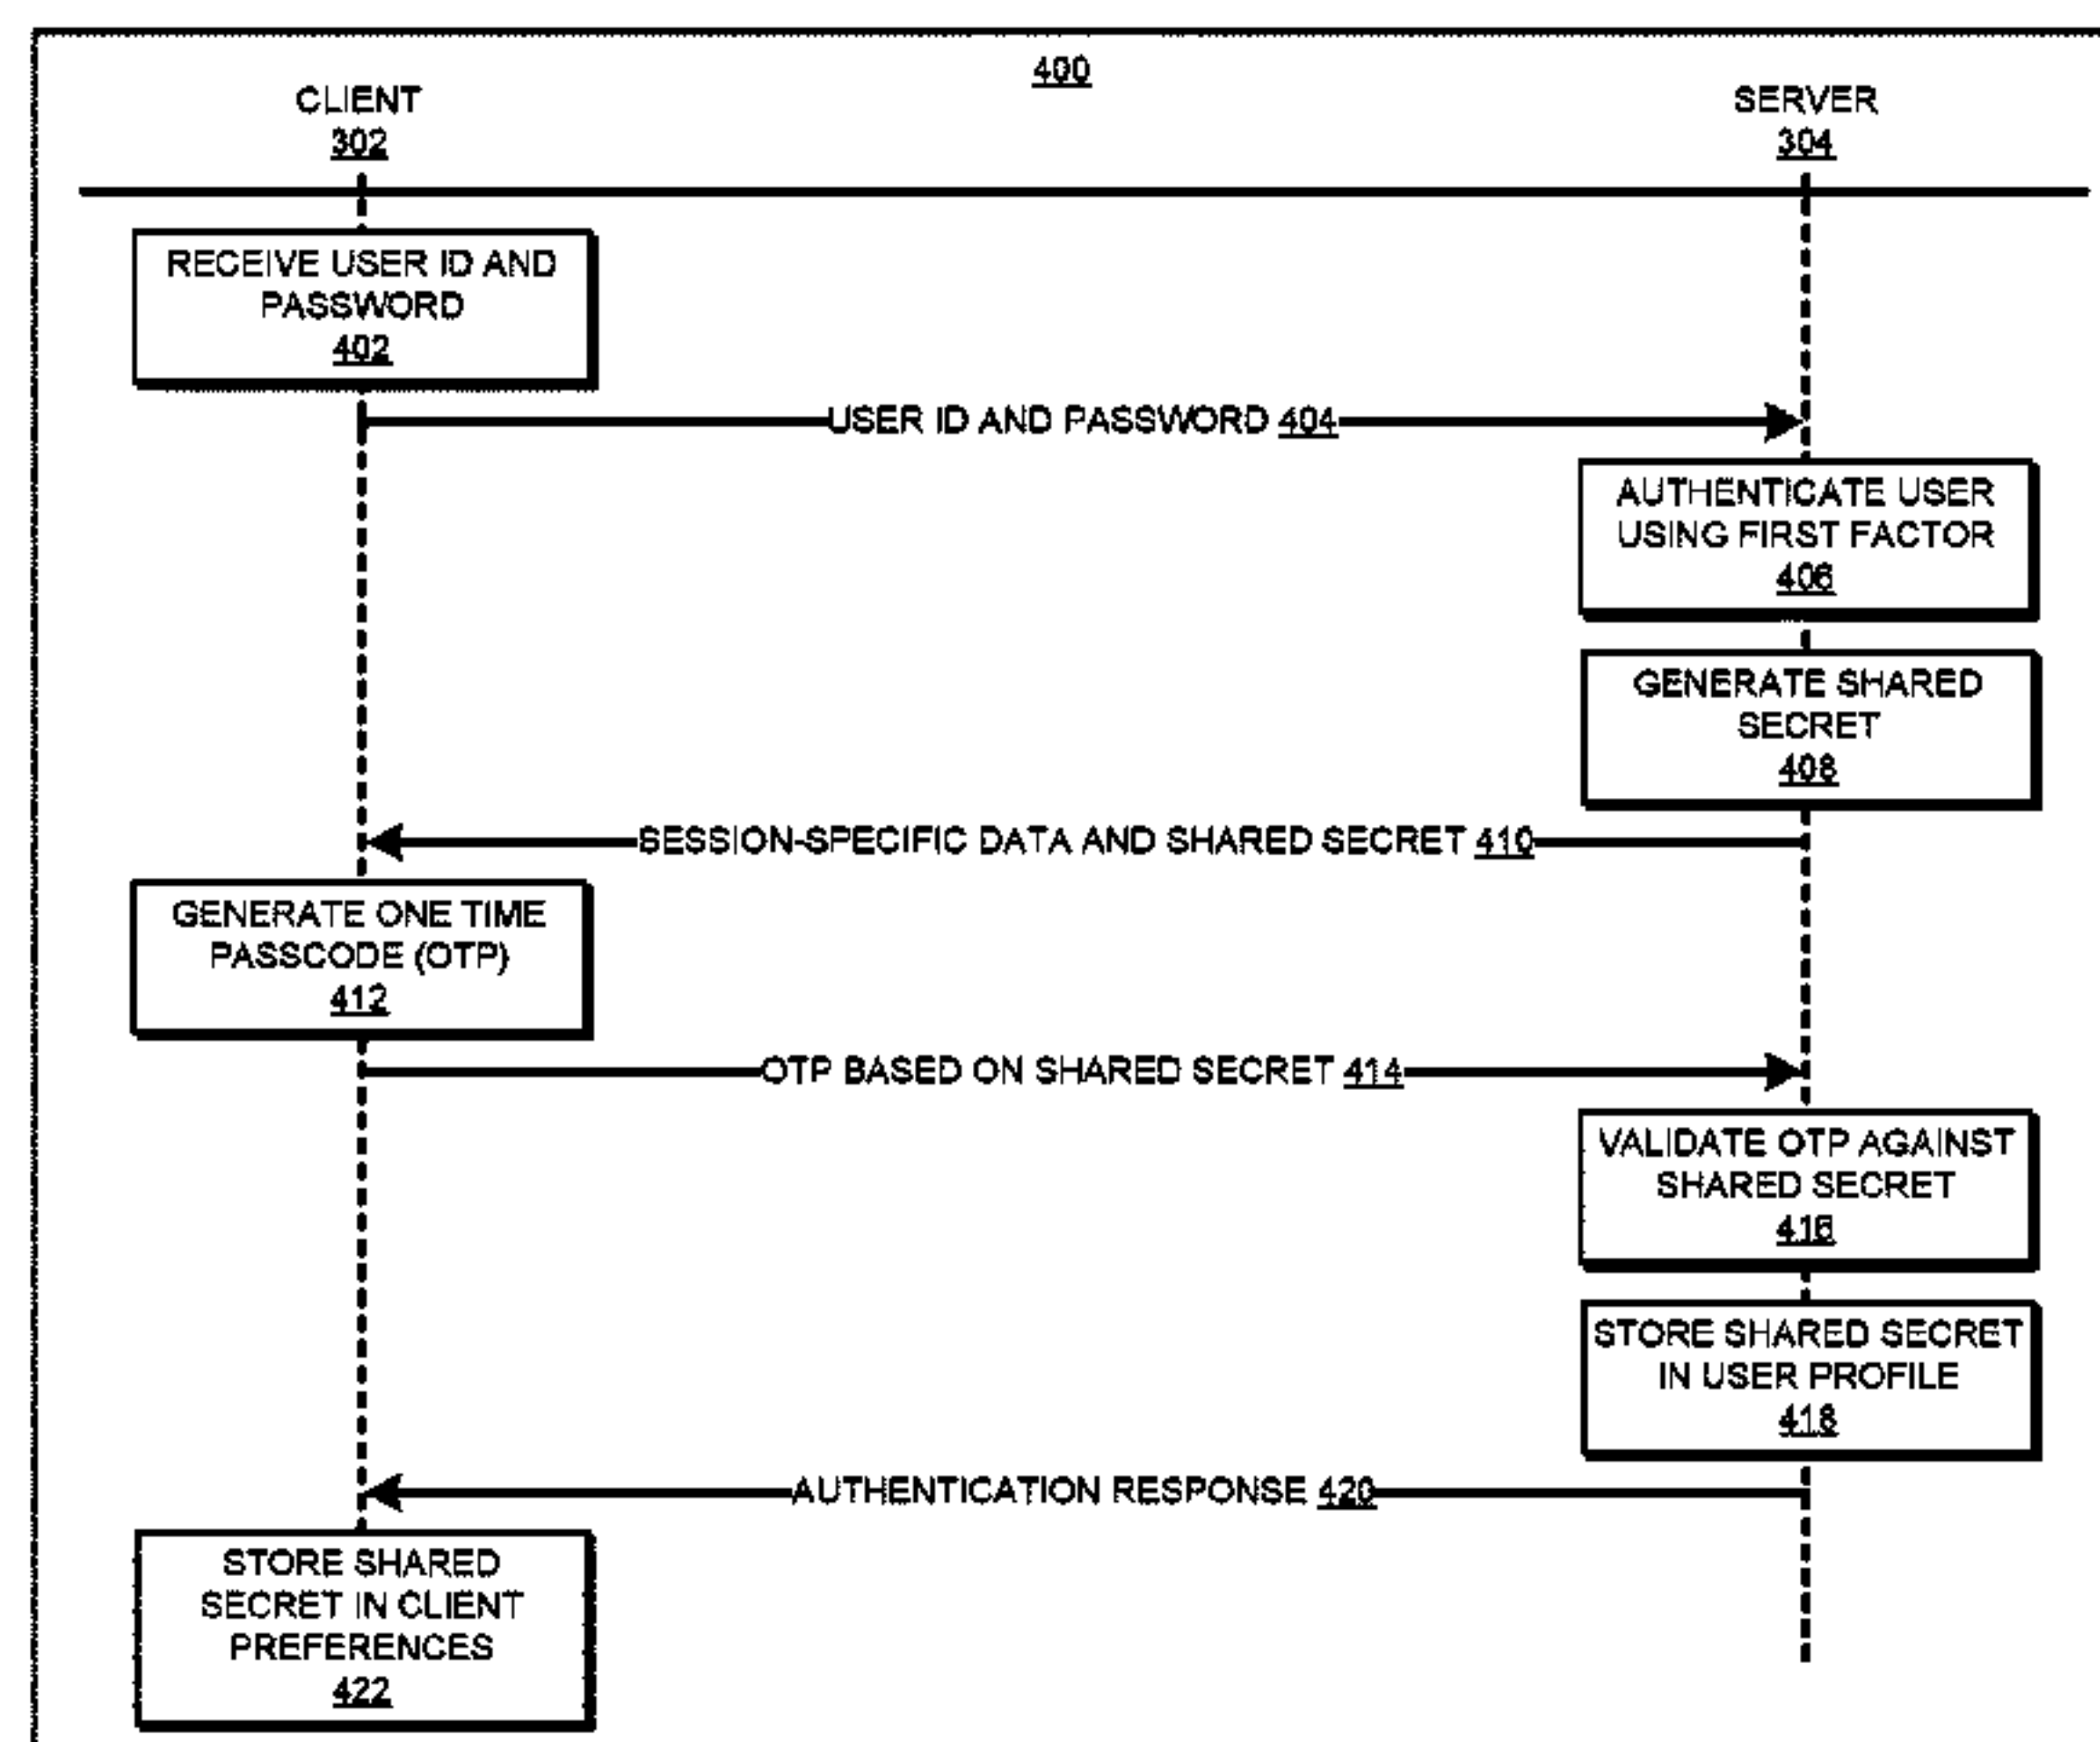 400
CLIENT
302
SERVER
304
RECEIVE USER ID AND
PASSWORD
402
USER ID AND PASSWORD 404
AUTHENTICATE USER
USING FIRST FACTOR
406
GENERATE SHARED
SECRET
408
SESSION-SPECIFIC DATA AND SHARED SECRET 410
GENERATE ONE TIME
PASSCODE (OTP)
412
OTP BASED ON SHARED SECRET 414
VALIDATE OTP AGAINST
SHARED SECRET
416
STORE SHARED SECRET
IN USER PROFILE
418
AUTHENTICATION RESPONSE 420
STORE SHARED
SECRET IN CLIENT
PREFERENCES
422